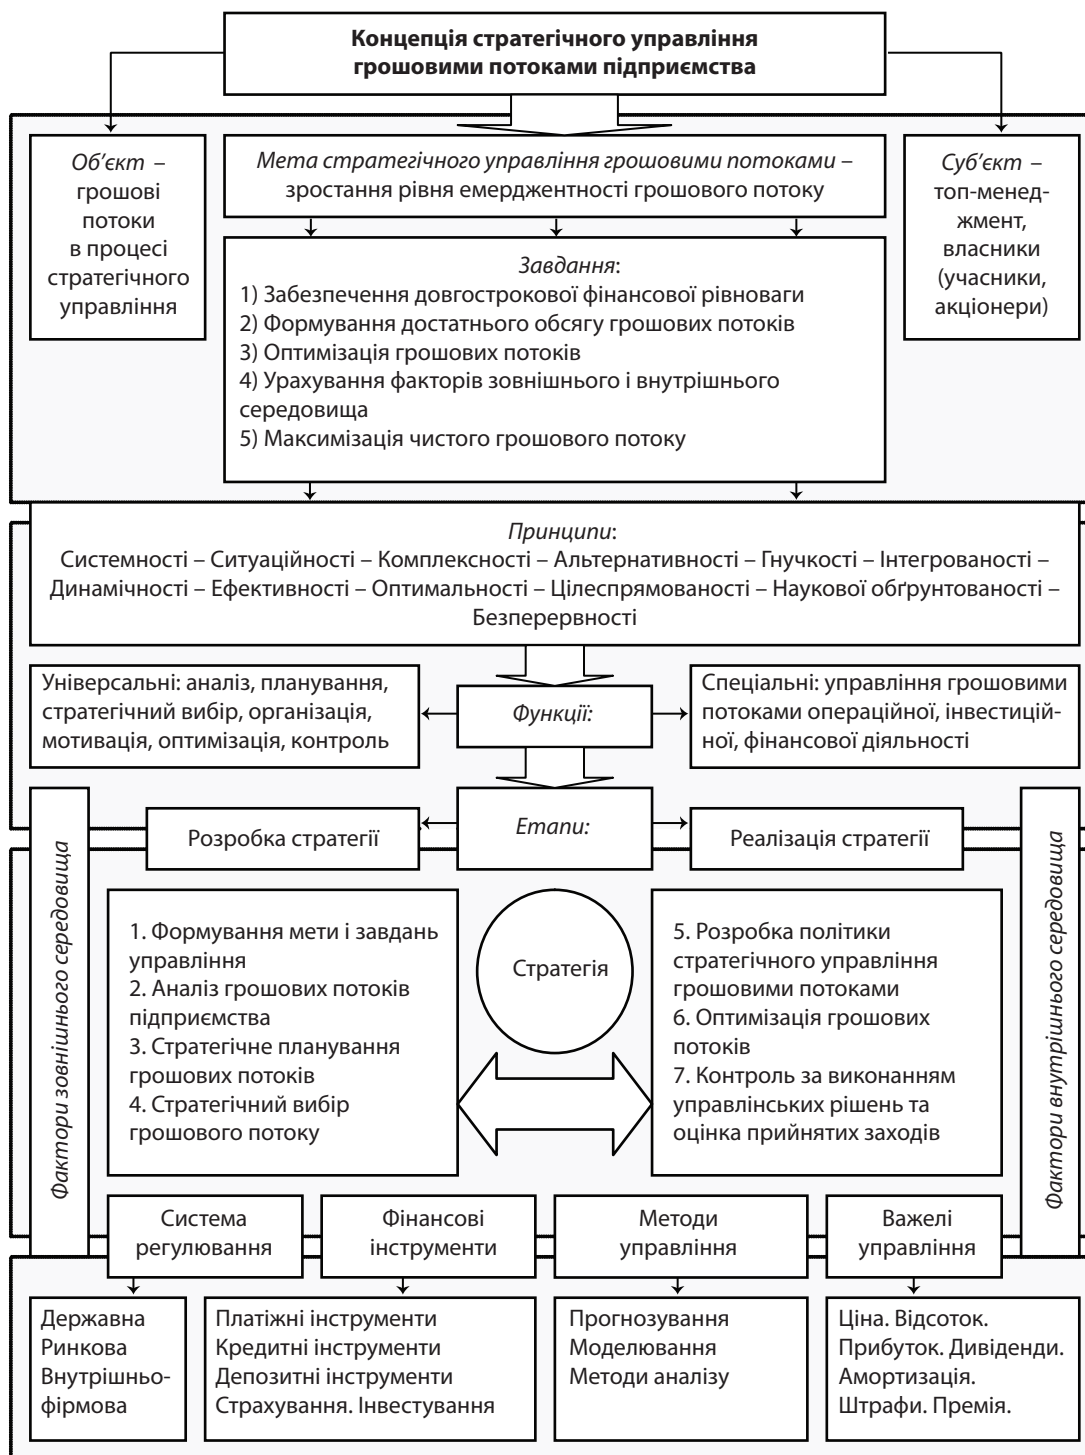 Концепція стратегічного управління
грошовими потоками підприємства
Об’єкт –
грошові
потоки
в процесі
стратегічного
управління
Мета стратегічного управління грошовими потоками –
зростання рівня емерджентності грошового потоку
Суб’єкт –
топ-менед-
жмент,
власники
(учасники,
акціонери)
Завдання:
1) Забезпечення довгострокової фінансової рівноваги
2) Формування достатнього обсягу грошових потоків
3) Оптимізація грошових потоків
4) Урахування факторів зовнішнього і внутрішнього
середовища
5) Максимізація чистого грошового потоку
Принципи:
Системності – Ситуаційності – Комплексності – Альтернативності – Гнучкості – Інтегрованості –
Динамічності – Ефективності – Оптимальності – Цілеспрямованості – Наукової обґрунтованості –
Безперервності
Універсальні: аналіз, планування,
стратегічний вибір, організація,
мотивація, оптимізація, контроль
Функції:
Спеціальні: управління грошовими
потоками операційної, інвестицій-
ної, фінансової діяльності
Фактори зовнішнього середовища
Розробка стратегії
Етапи:
Реалізація стратегії
Фактори внутрішнього середовища
1. Формування мети і завдань
управління
2. Аналіз грошових потоків
підприємства
3. Стратегічне планування
грошових потоків
4. Стратегічний вибір
грошового потоку
Стратегія
5. Розробка політики
стратегічного управління
грошовими потоками
6. Оптимізація грошових
потоків
7. Контроль за виконанням
управлінських рішень та
оцінка прийнятих заходів
Система
регулювання
Фінансові
інструменти
Методи
управління
Важелі
управління
Державна
Ринкова
Внутрішньо-
фірмова
Платіжні інструменти
Кредитні інструменти
Депозитні інструменти
Страхування. Інвестування
Прогнозування
Моделювання
Методи аналізу
Ціна. Відсоток.
Прибуток. Дивіденди.
Амортизація.
Штрафи. Премія.